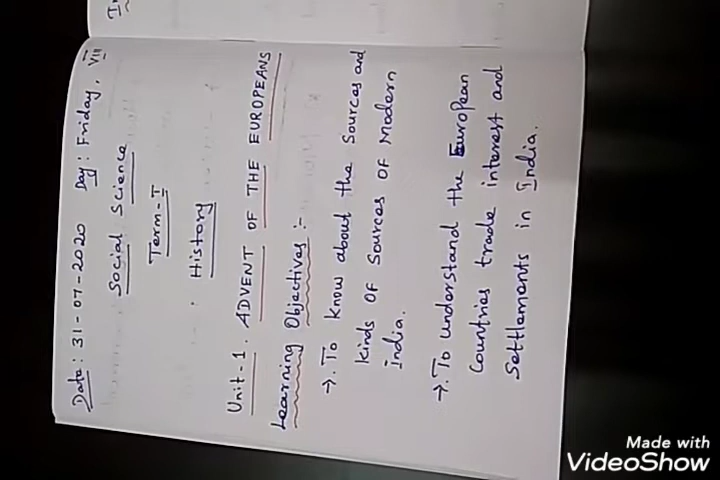 Date : 31-07-2020 Day : Friday. VII
Social Science
Term-I
: History
Unit-1. ADVENT OF THE EUROPEANS
Learning Objectives :-
→. To know about the Sources and
kinds of Sources of Modern
India.
→. To understand the European
Countries trade interest and
Settlements in India.
Made with
VideoShow